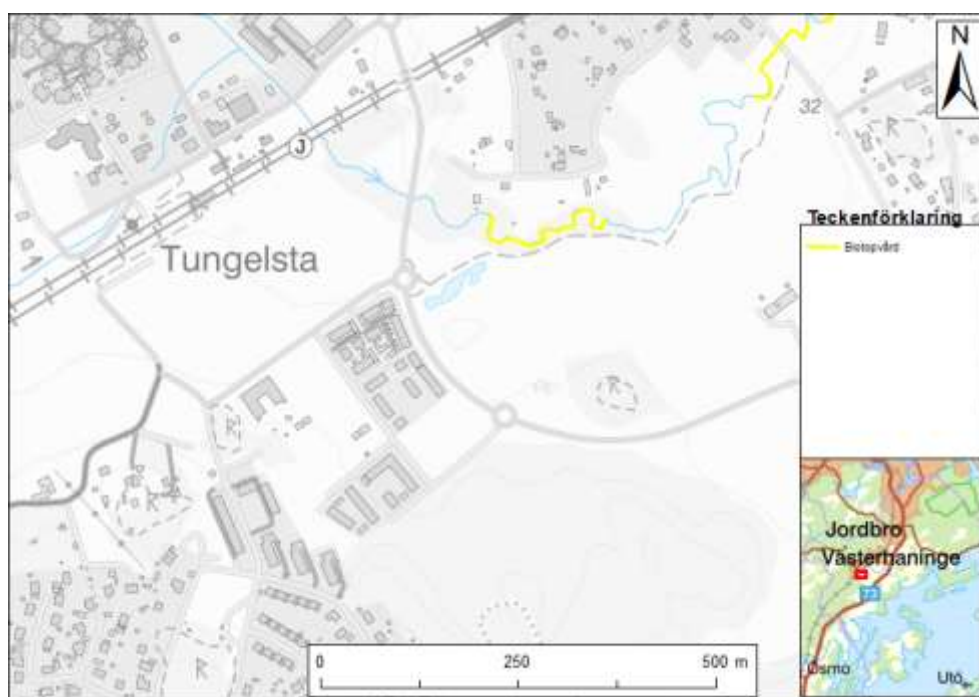 N
J
32
Teckenförklaring
Biotopvård
Tungelsta
Jordbro
Västerhaninge
73
Ösmo
Utö
0 250 500 m